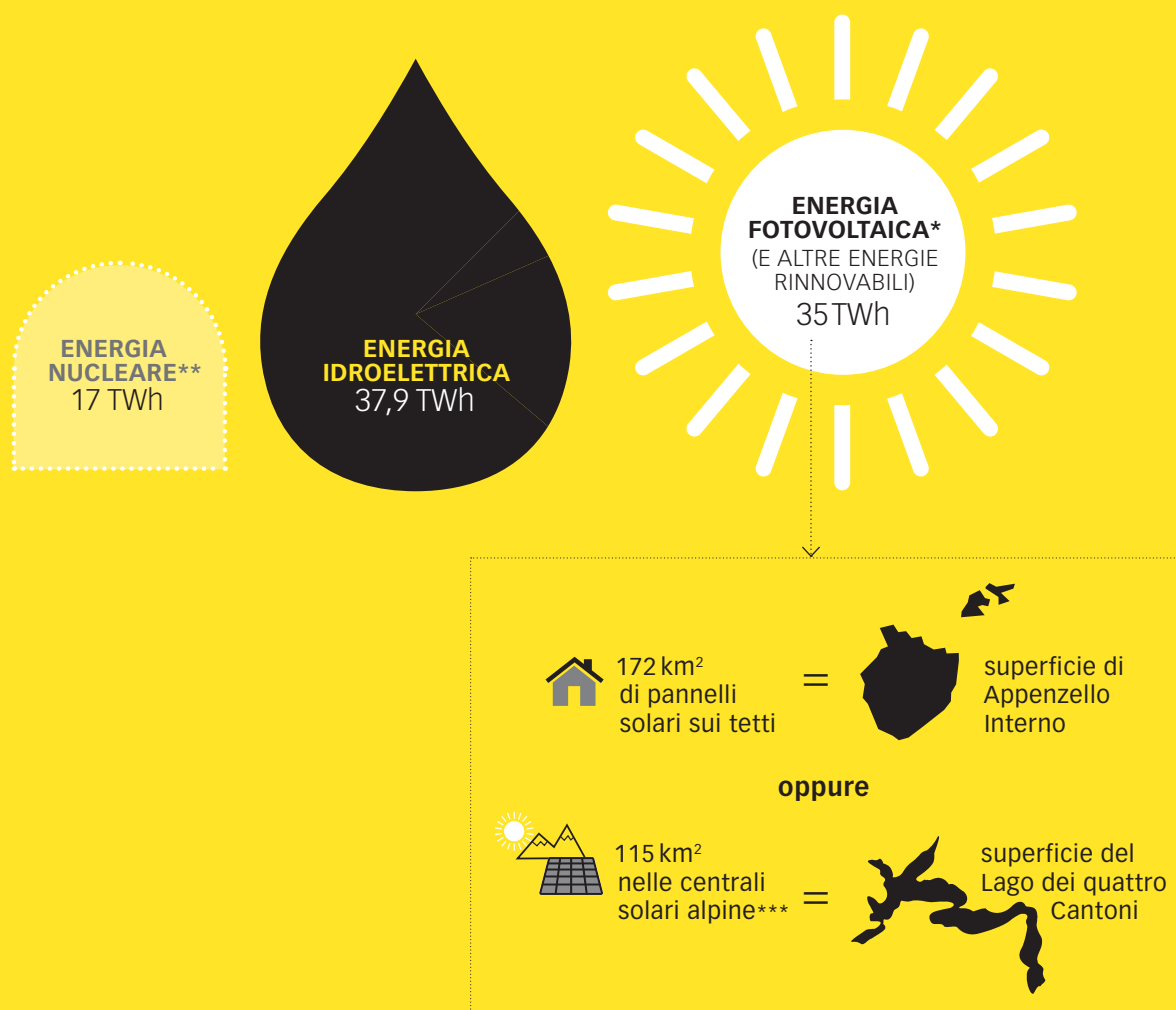 ENERGIA
NUCLEARE**
17 TWh
ENERGIA
IDROELETTRICA
37,9 TWh
ENERGIA
FOTOVOLTAICA*
(E ALTRE ENERGIE
RINNOVABILI)
35 TWh
172 km²
di pannelli
solari sui tetti
=
superficie di
Appenzello
Interno
oppure
115 km²
nelle centrali
solari alpine***
=
superficie del
Lago dei quattro
Cantoni